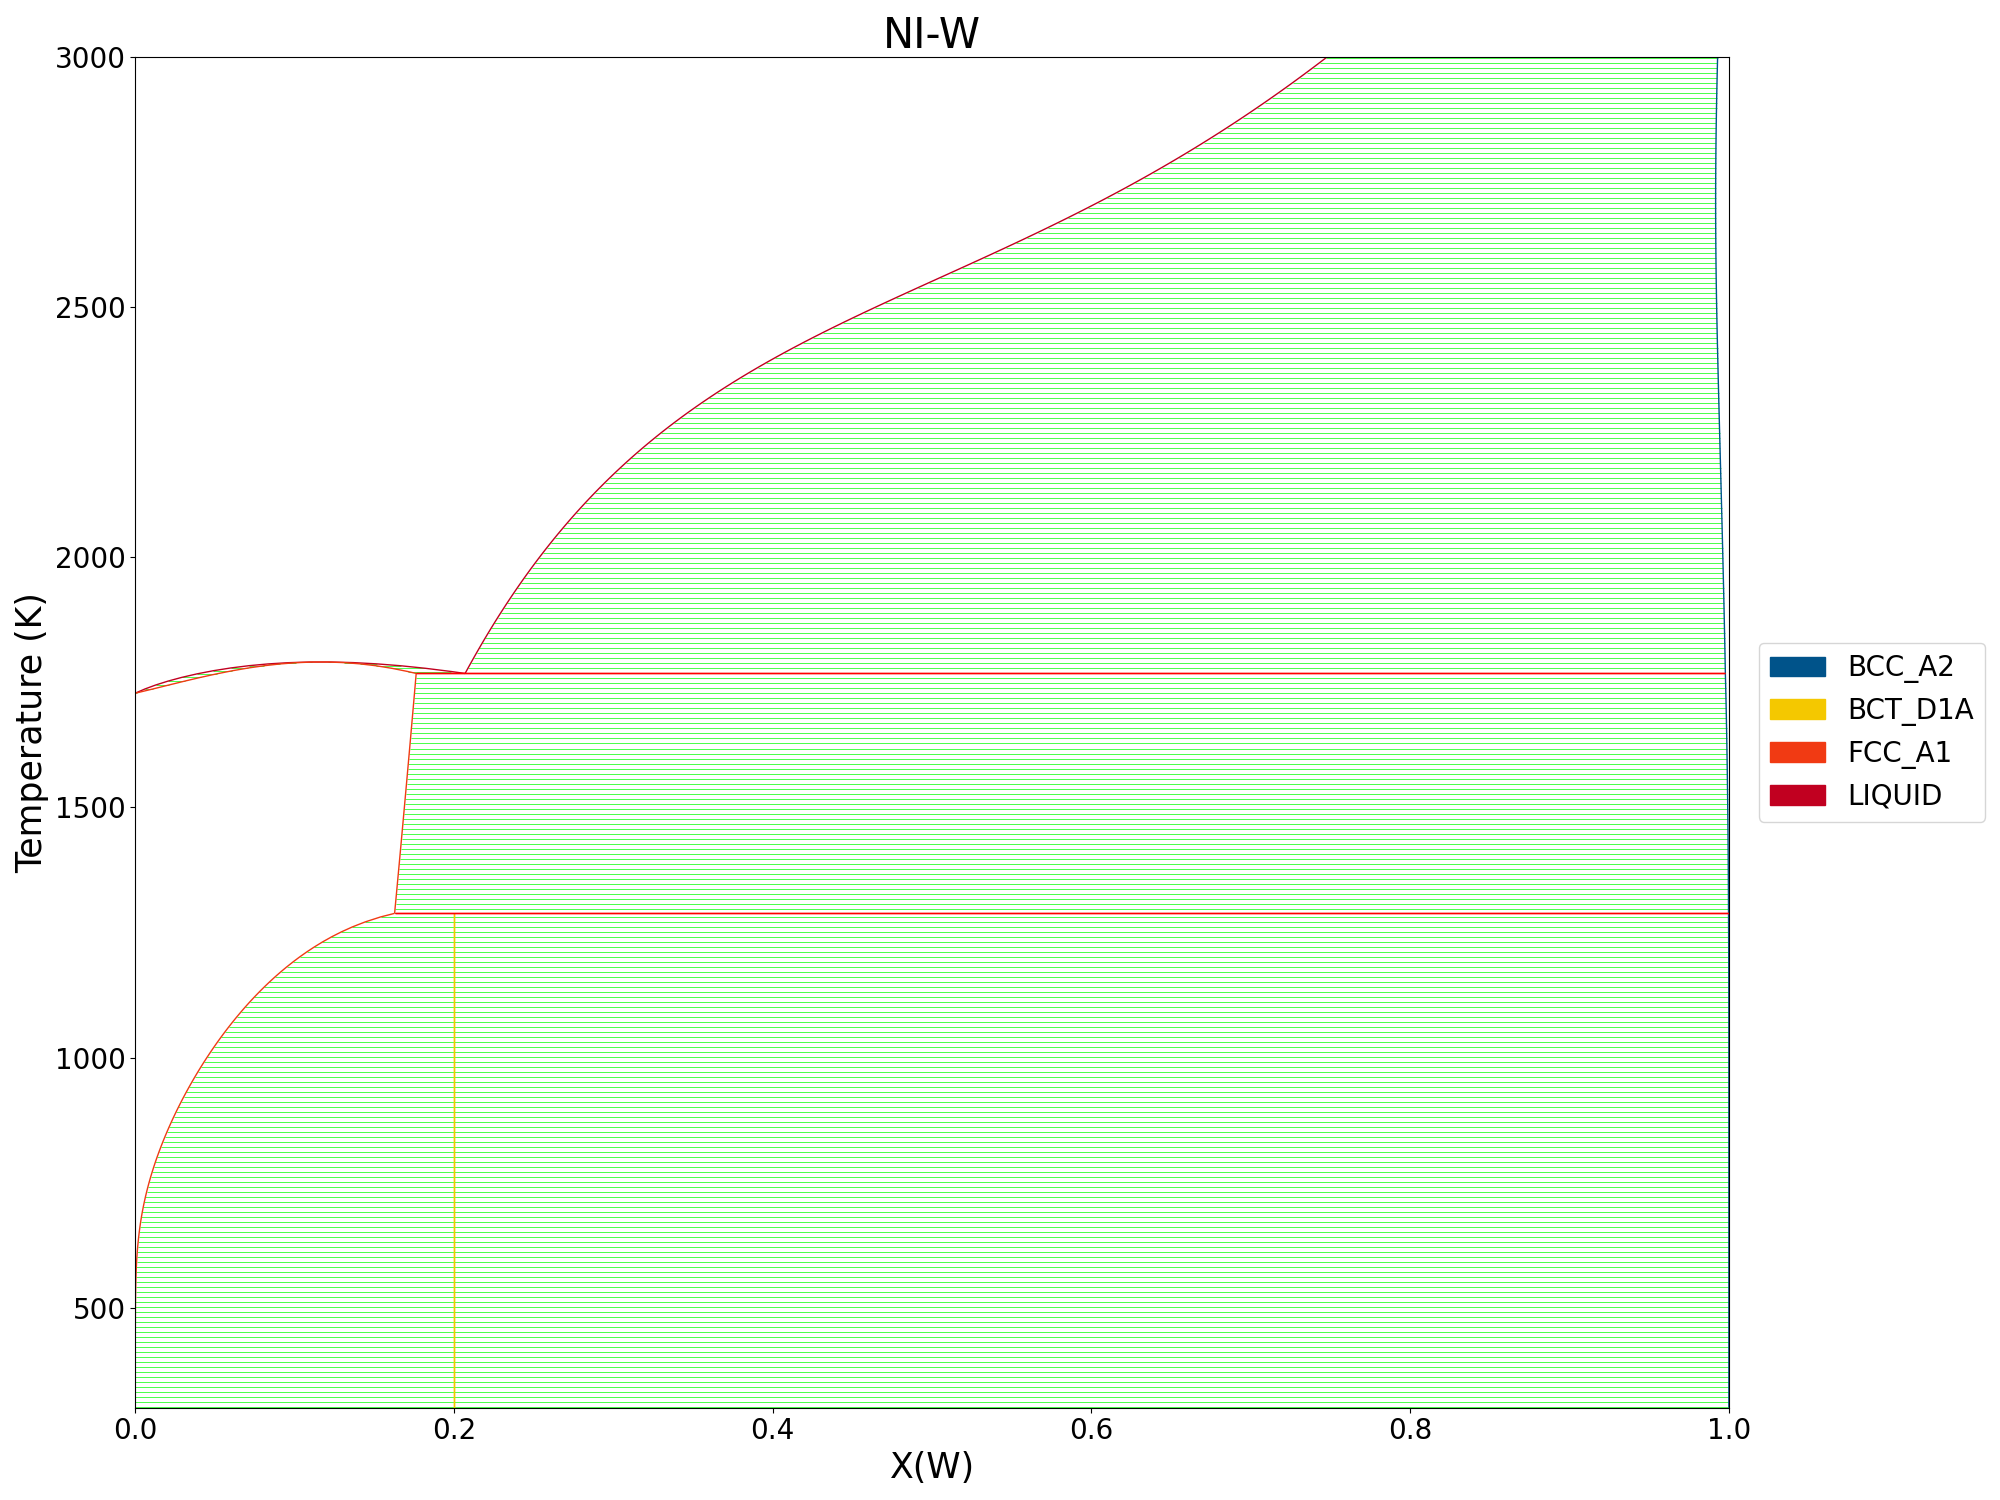 NI-W
3000
2500
2000
1500
1000
500
Temperature (K)
0.0 0.2 0.4 0.6 0.8 1.0
X(W)
BCC_A2
BCT_D1A
FCC_A1
LIQUID